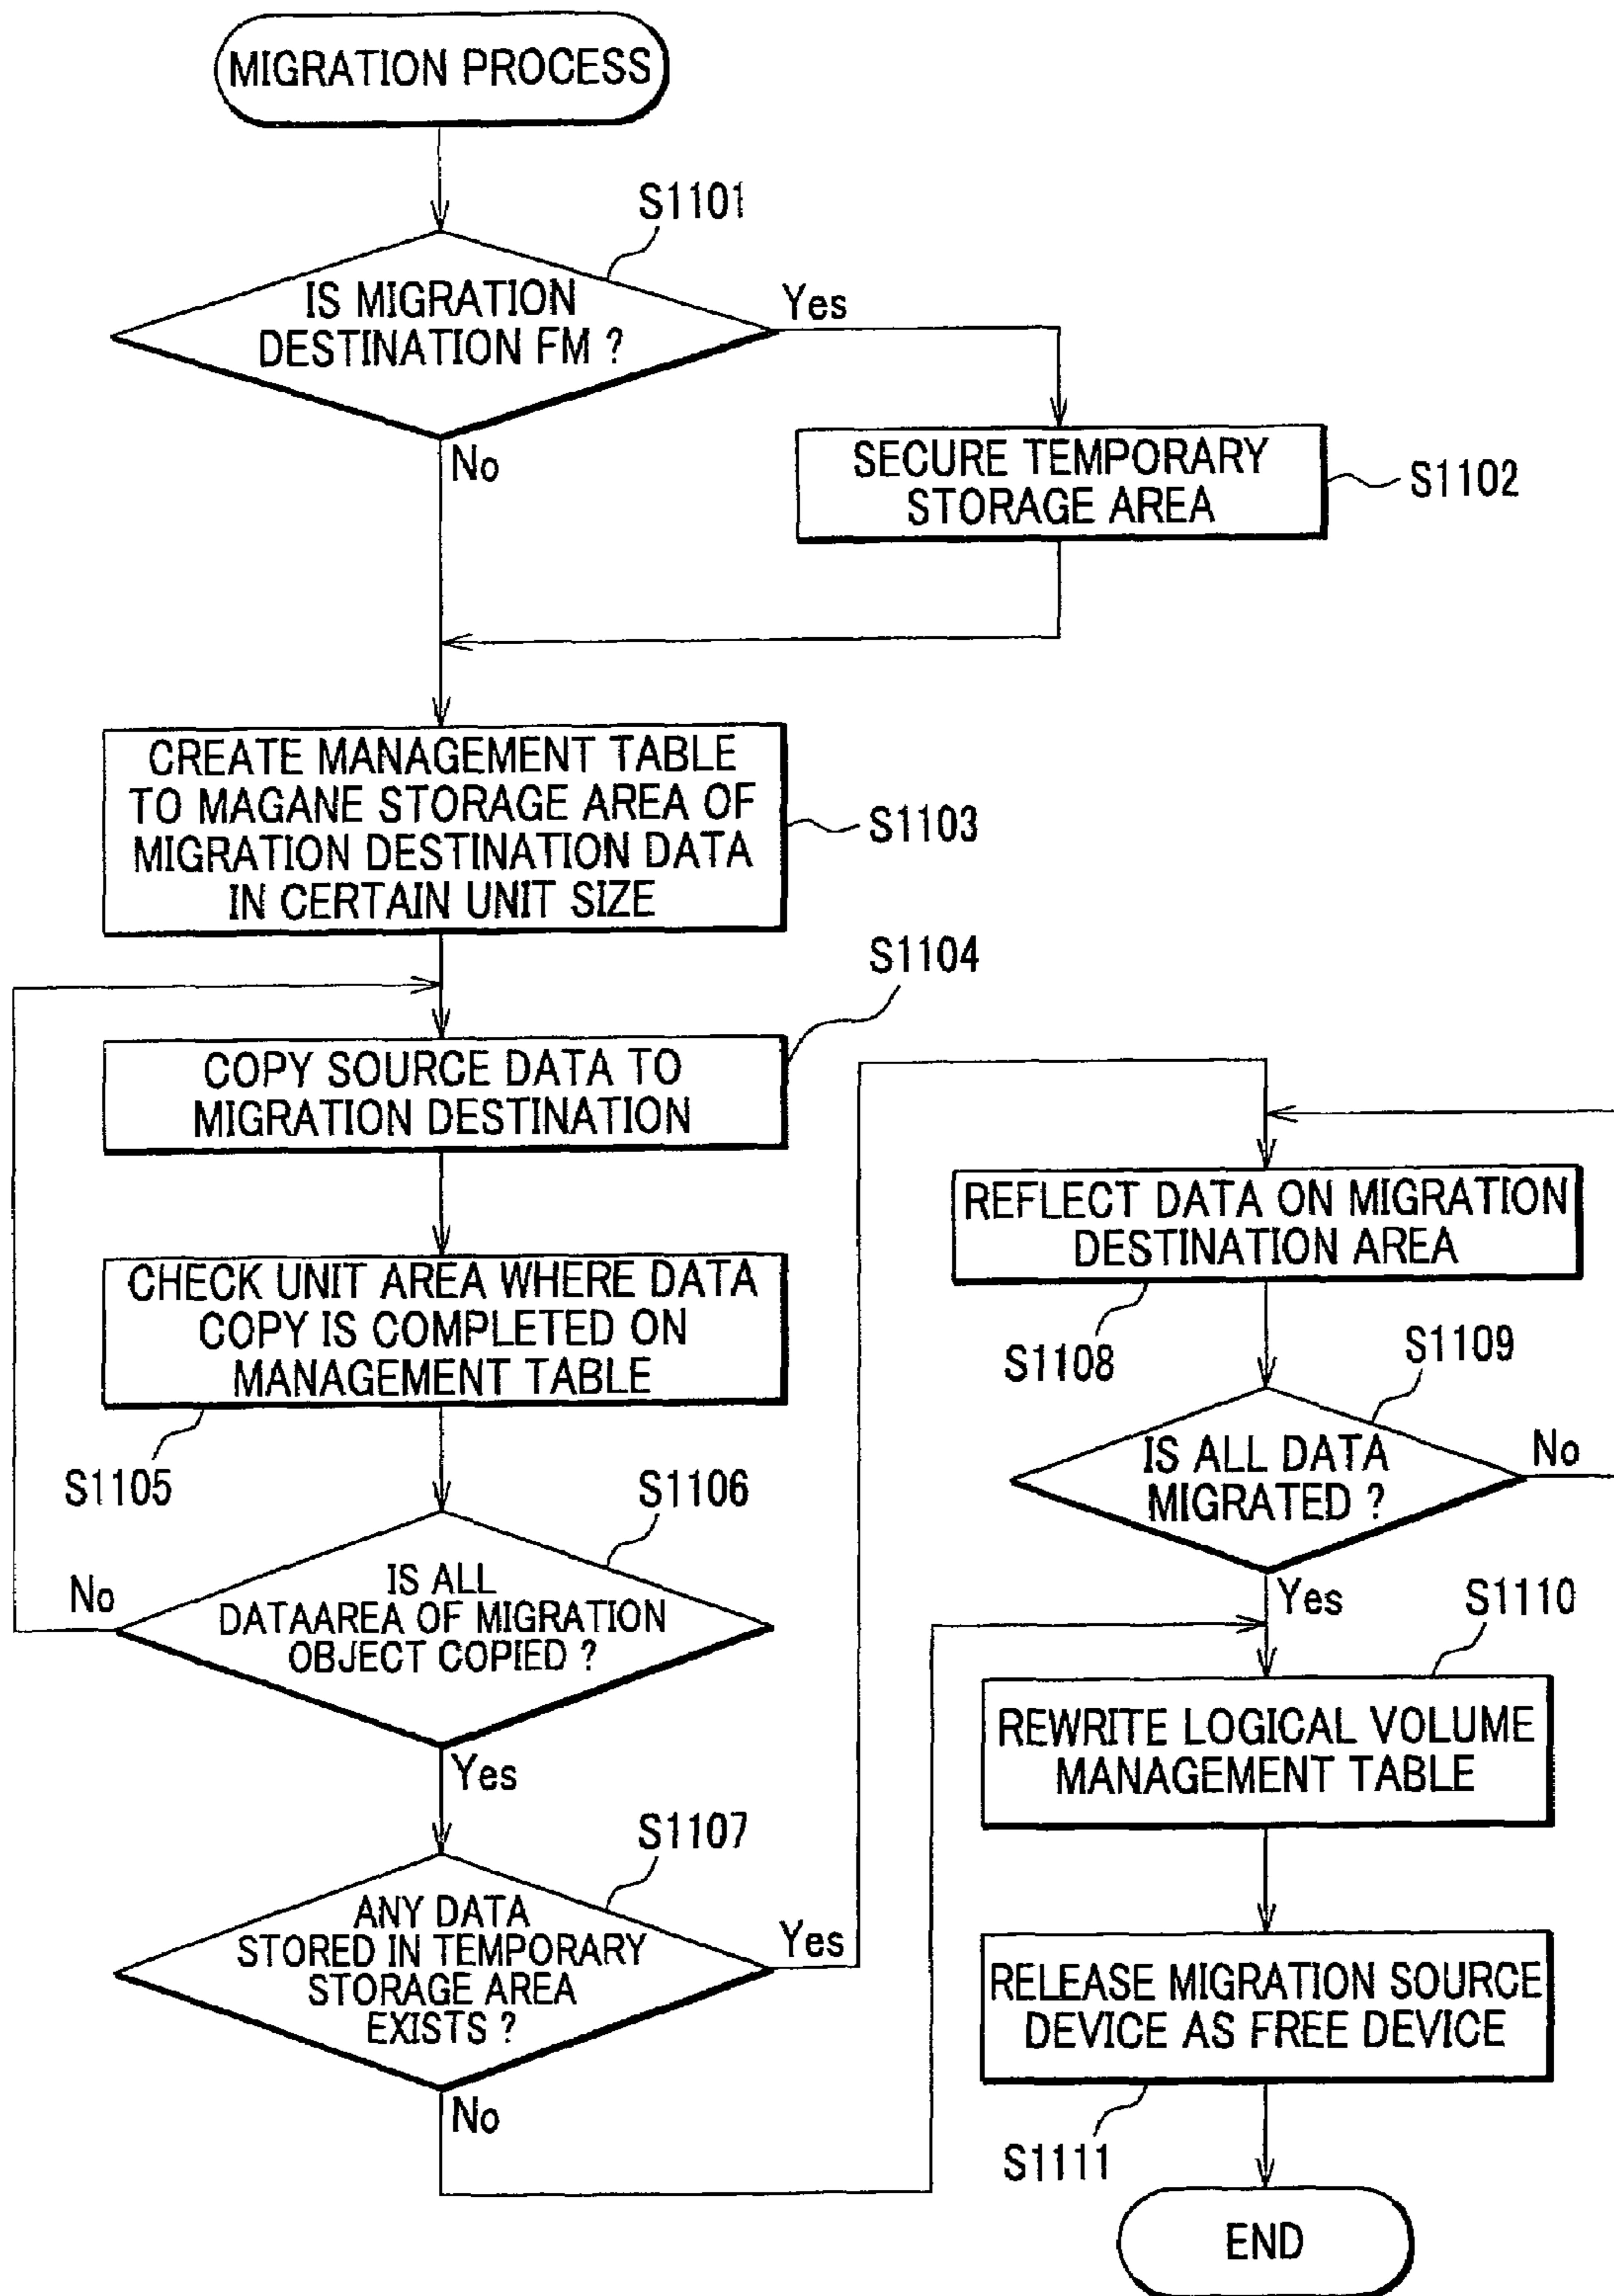 MIGRATION PROCESS
S1101
IS MIGRATION
DESTINATION FM ?
Yes
No
SECURE TEMPORARY
STORAGE AREA
S1102
CREATE MANAGEMENT TABLE
TO MAGANE STORAGE AREA OF
MIGRATION DESTINATION DATA
IN CERTAIN UNIT SIZE
S1103
S1104
COPY SOURCE DATA TO
MIGRATION DESTINATION
CHECK UNIT AREA WHERE DATA
COPY IS COMPLETED ON
MANAGEMENT TABLE
S1105
S1106
IS ALL
DATAAREA OF MIGRATION
OBJECT COPIED ?
No
Yes
S1107
ANY DATA
STORED IN TEMPORARY
STORAGE AREA
EXISTS ?
Yes
No
REFLECT DATA ON MIGRATION
DESTINATION AREA
S1108
S1109
IS ALL DATA
MIGRATED ?
No
Yes
S1110
REWRITE LOGICAL VOLUME
MANAGEMENT TABLE
RELEASE MIGRATION SOURCE
DEVICE AS FREE DEVICE
S1111
END